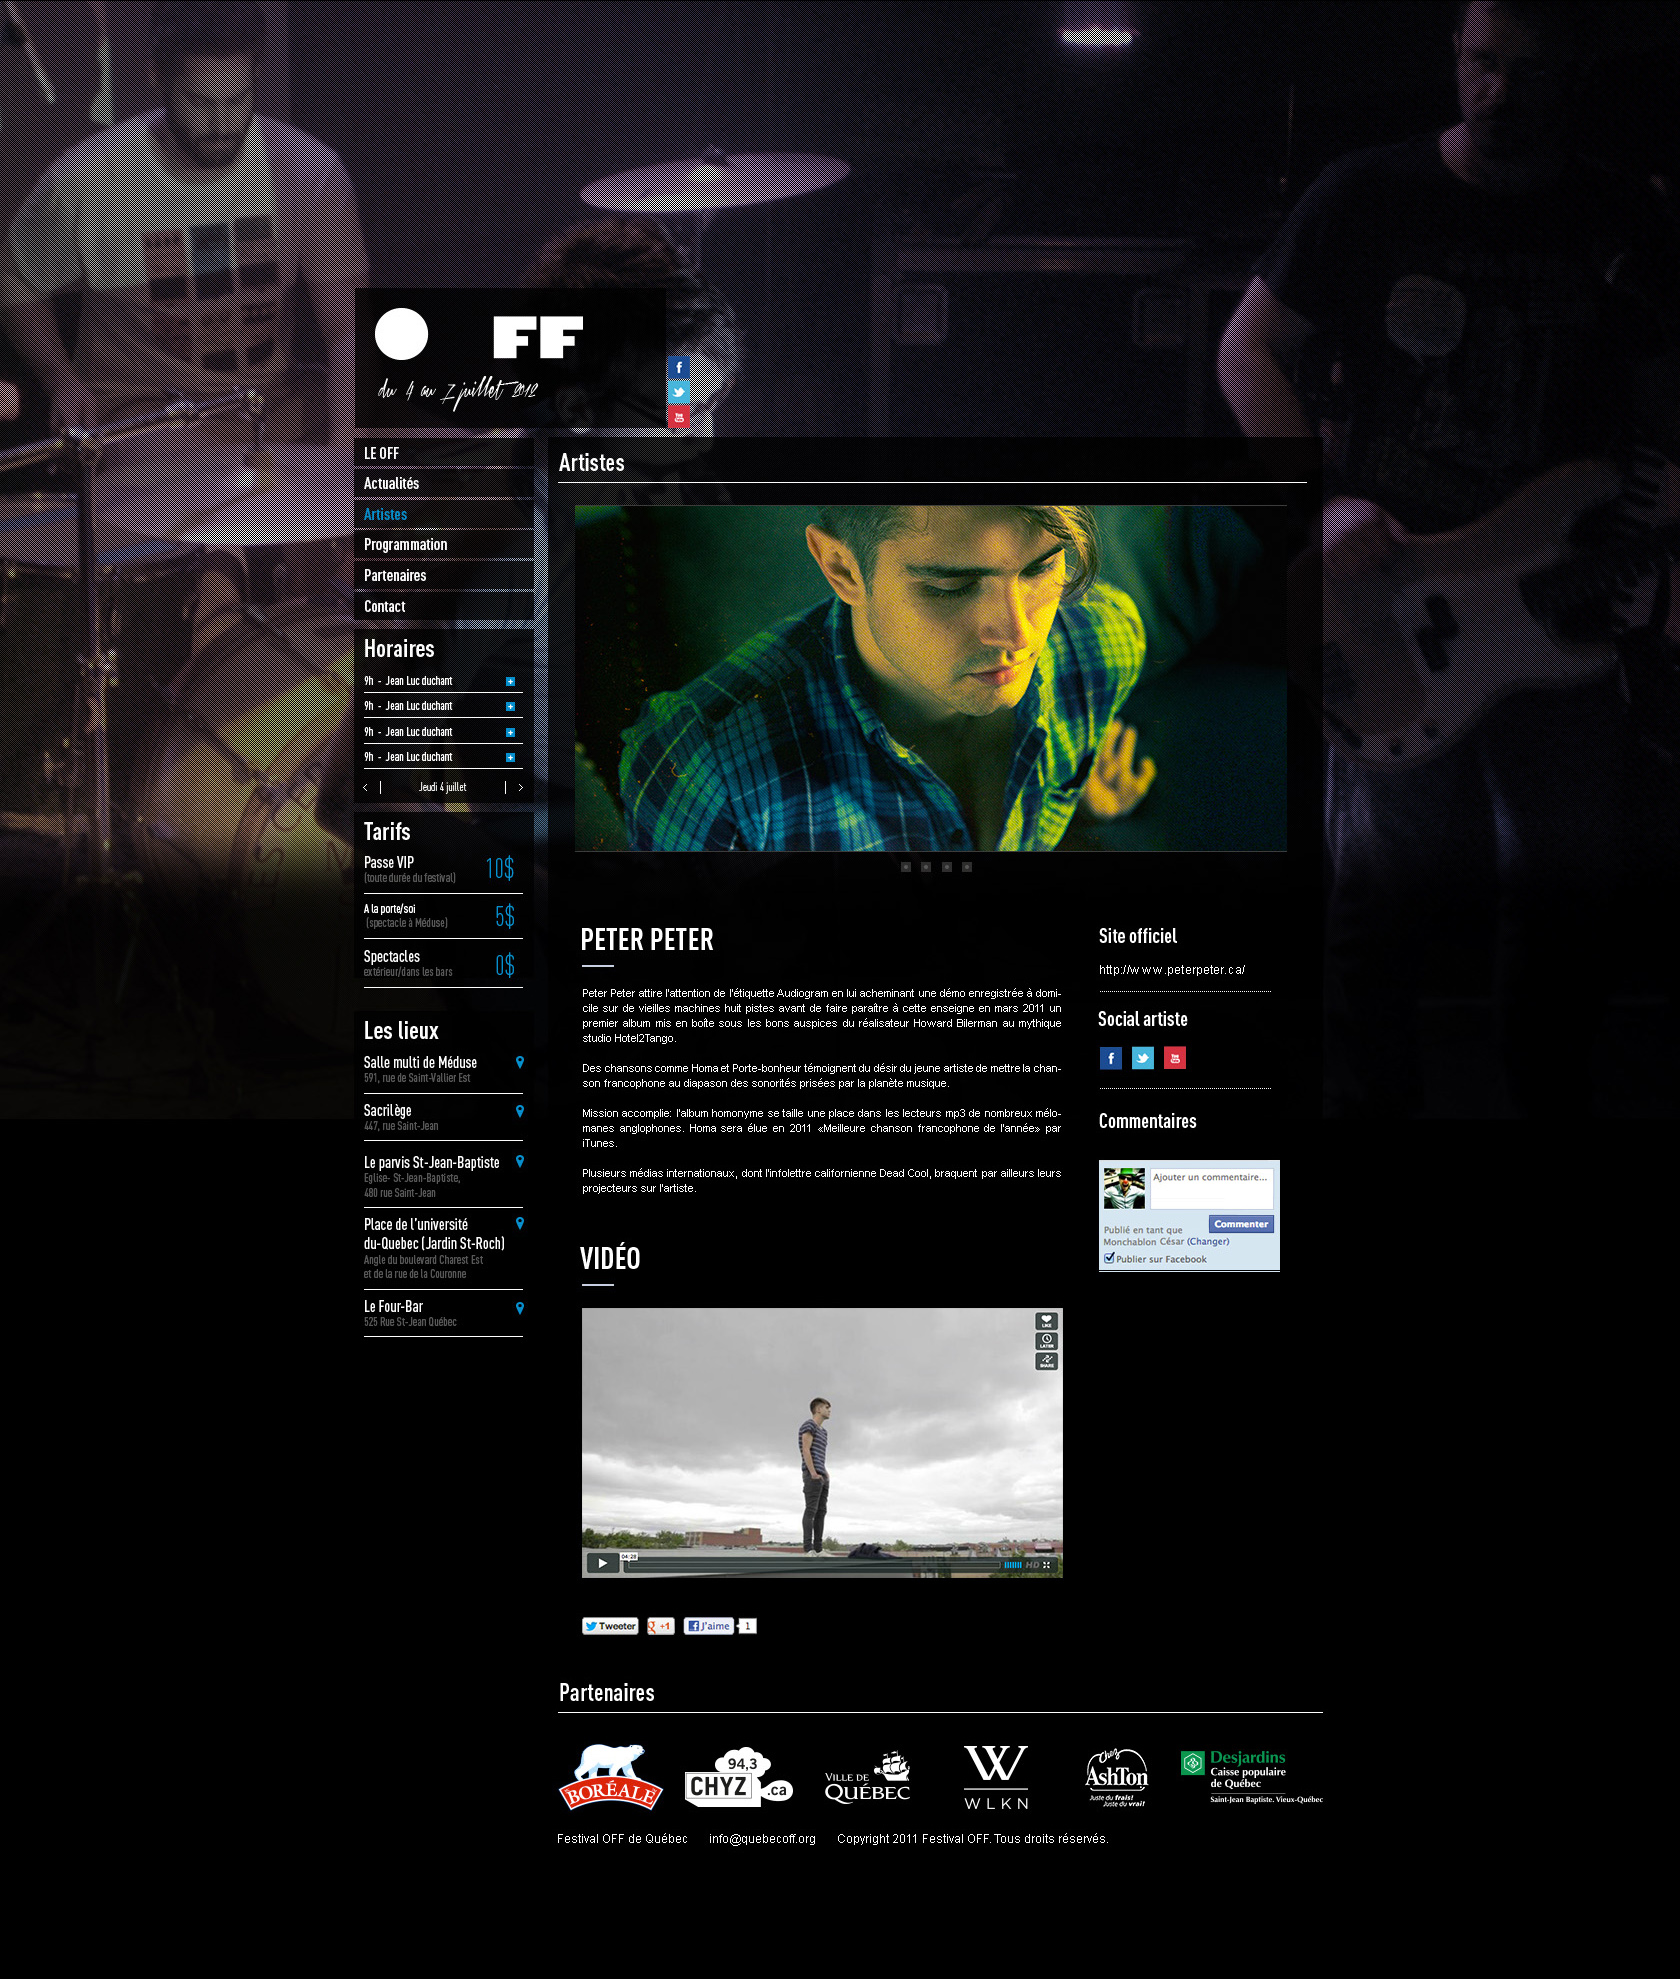 O FF
du 4 au 7 juillet 2012
LE OFF
Actualités
Artistes
Programmation
Partenaires
Contact
Horaires
9h - Jean Luc duchant
9h - Jean Luc duchant
9h - Jean Luc duchant
9h - Jean Luc duchant
< | Jeudi 4 juillet | >
Tarifs
Passe VIP 10$
(toute durée du festival)
A la porte/soi 5$
(spectacle à Méduse)
Spectacles 0$
extérieur/dans les bars
Les lieux
Salle multi de Méduse
591, rue de Saint-Vallier Est
Sacrilège
447, rue Saint-Jean
Le parvis St-Jean-Baptiste
Eglise- St-Jean-Baptiste,
480 rue Saint-Jean
Place de l'université
du-Quebec (Jardin St-Roch)
Angle du boulevard Charest Est
et de la rue de la Couronne
Le Four-Bar
525 Rue St-Jean Québec
Artistes
PETER PETER
Peter Peter attire l'attention de l'étiquette Audiogram en lui acheminant une démo enregistrée à domi-
cile sur de vieilles machines huit pistes avant de faire paraître à cette enseigne en mars 2011 un
premier album mis en boîte sous les bons auspices du réalisateur Howard Bilerman au mythique
studio Hotel2Tango.
Des chansons comme Homa et Porte-bonheur témoignent du désir du jeune artiste de mettre la chan-
son francophone au diapason des sonorités prisées par la planète musique.
Mission accomplie: l'album homonyme se taille une place dans les lecteurs mp3 de nombreux mélo-
manes anglophones. Homa sera élue en 2011 «Meilleure chanson francophone de l'année» par
iTunes.
Plusieurs médias internationaux, dont l'infolettre californienne Dead Cool, braquent par ailleurs leurs
projecteurs sur l'artiste.
VIDÉO
LIKE
LATER
SHARE
04:28
HD
Tweeter
+1
J'aime
1
Site officiel
http://www.peterpeter.ca/
Social artiste
f
You
Commentaires
Ajouter un commentaire...
Commenter
Publié en tant que
Monchablon César (Changer)
Publier sur Facebook
Partenaires
BORÉALE
94,3
CHYZ
.ca
VILLE DE
QUÉBEC
W
WLKN
Chez
AshTon
Juste du frais!
Juste du vrai!
Desjardins
Caisse populaire
de Québec
Saint-Jean Baptiste. Vieux-Québec
Festival OFF de Québec info@quebecoff.org Copyright 2011 Festival OFF. Tous droits réservés.